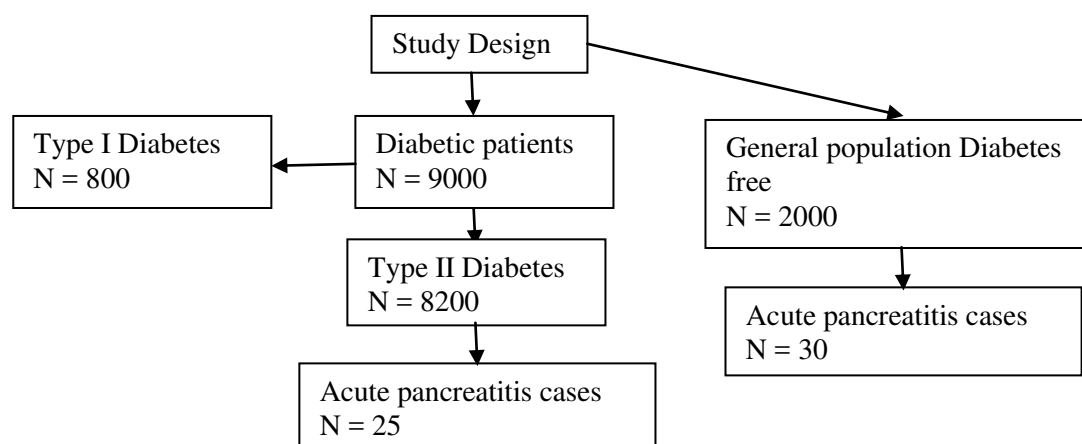 Study Design
Type I Diabetes
N = 800
Diabetic patients
N = 9000
General population Diabetes
free
N = 2000
Type II Diabetes
N = 8200
Acute pancreatitis cases
N = 30
Acute pancreatitis cases
N = 25